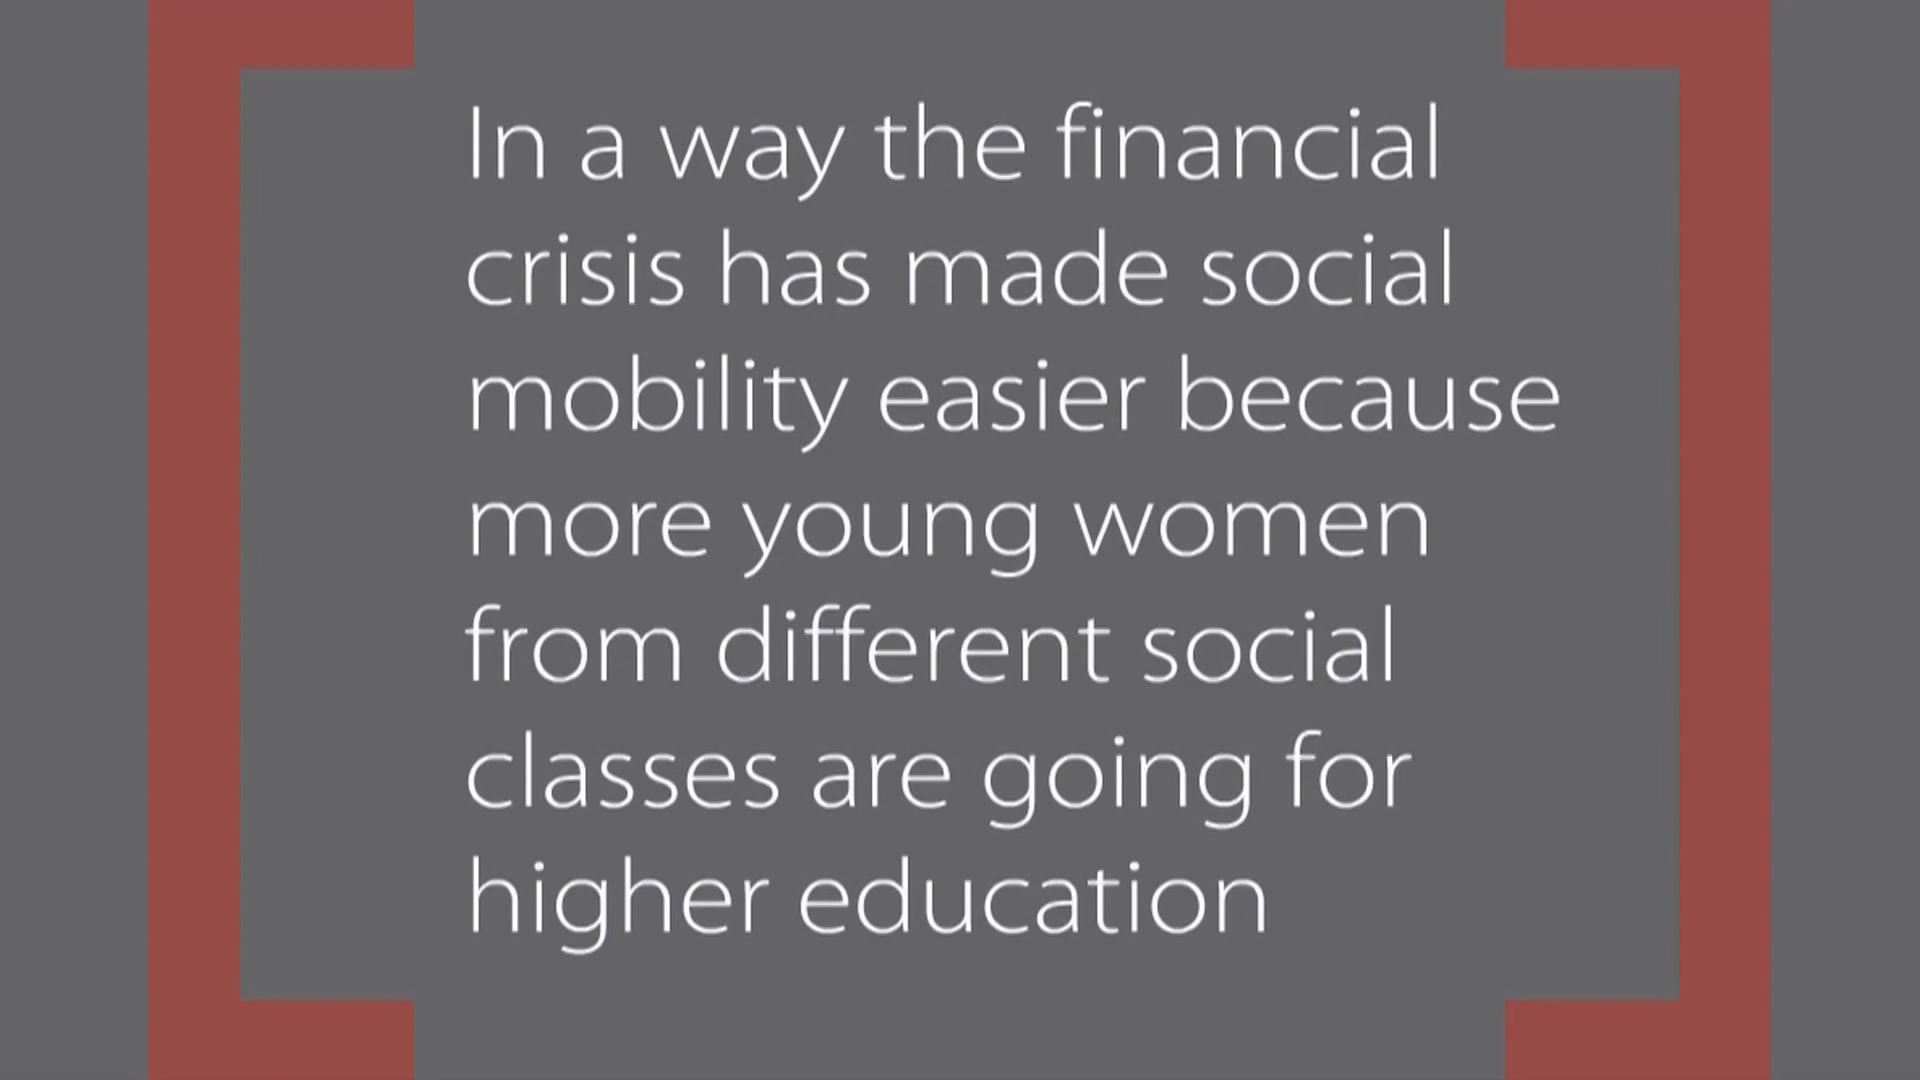 In a way the financial
crisis has made social
mobility easier because
more young women
from different social
classes are going for
higher education